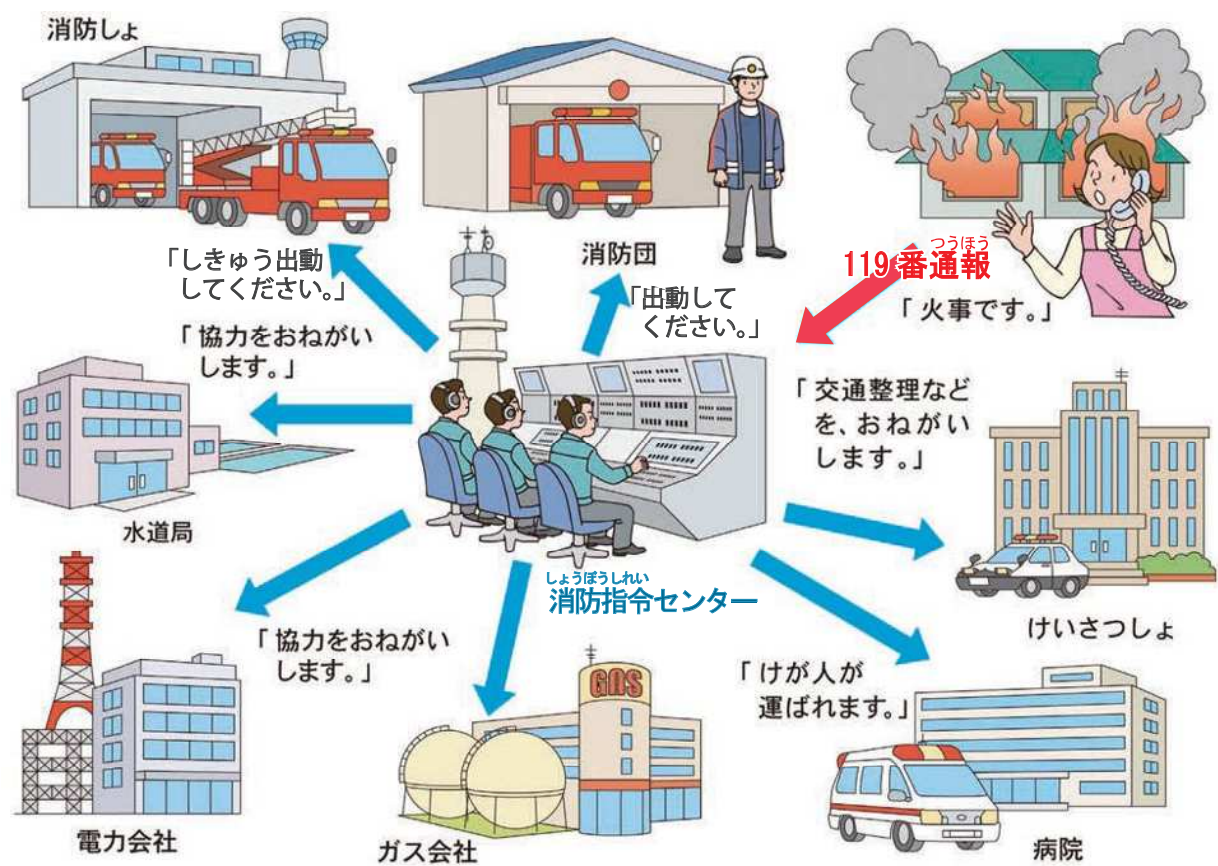 消防しょ
「しきゅう出動
してください。」
消防団
「出動して
ください。」
つうほう
119番通報
「火事です。」
「協力をおねがい
します。」
水道局
「交通整理など
を、おねがい
します。」
けいさつしょ
しょうぼうしれい
消防指令センター
「協力をおねがい
します。」
電力会社
GAS
ガス会社
「けが人が
運ばれます。」
病院